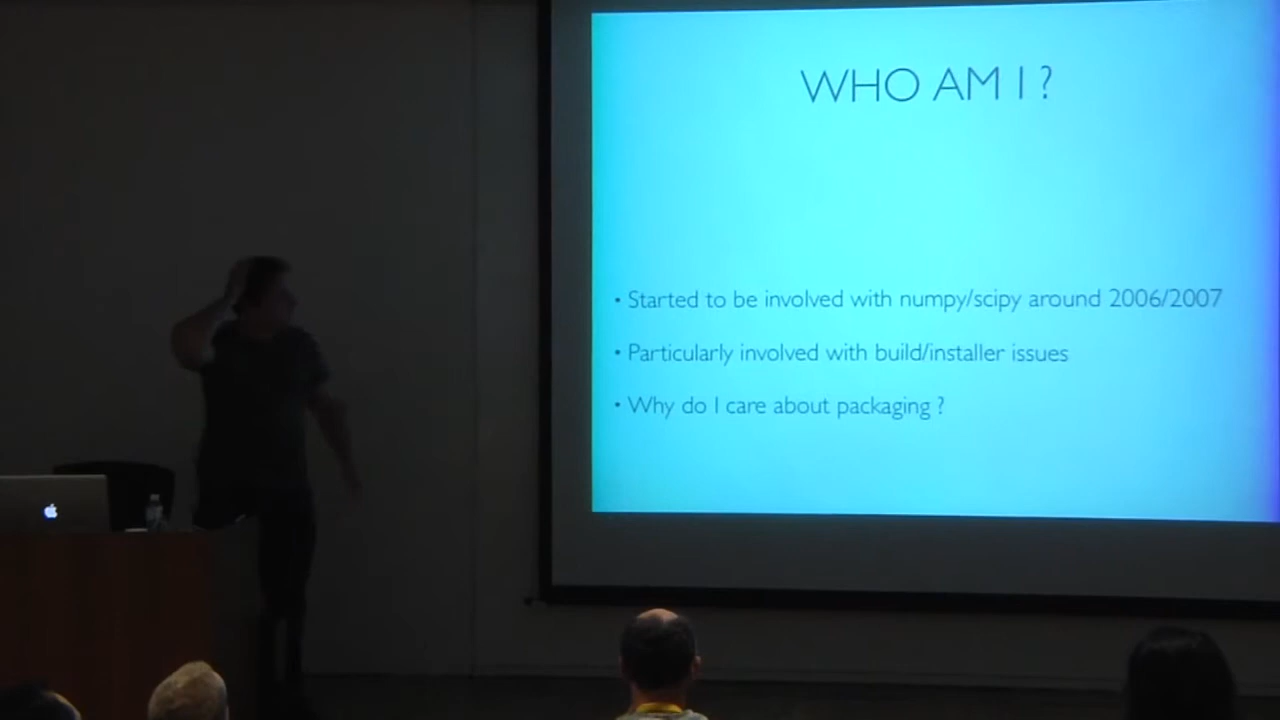 WHO AM I ?
• Started to be involved with numpy/scipy around 2006/2007
• Particularly involved with build/installer issues
• Why do I care about packaging ?